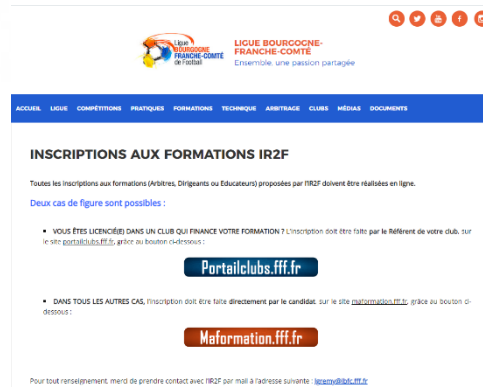 Ligue
BOURGOGNE
FRANCHE-COMTÉ
de Football
LIGUE BOURGOGNE-
FRANCHE-COMTÉ
Ensemble, une passion partagée
ACCUEIL LIGUE COMPÉTITIONS PRATIQUES FORMATIONS TECHNIQUE ARBITRAGE CLUBS MÉDIAS DOCUMENTS
INSCRIPTIONS AUX FORMATIONS IR2F
Toutes les inscriptions aux formations (Arbitres, Dirigeants ou Educateurs) proposées par l'IR2F doivent être réalisées en ligne.
Deux cas de figure sont possibles :
▪ VOUS ÊTES LICENCIÉ(E) DANS UN CLUB QUI FINANCE VOTRE FORMATION ? L'inscription doit être faite par le Référent de votre club, sur
le site portailclubs.fff.fr, grâce au bouton ci-dessous :
Portailclubs.fff.fr
▪ DANS TOUS LES AUTRES CAS, l'inscription doit être faite directement par le candidat, sur le site maformation.fff.fr, grâce au bouton ci-
dessous :
Maformation.fff.fr
Pour tout renseignement, merci de prendre contact avec l'IR2F par mail à l'adresse suivante : lgremy@lbfc.fff.fr